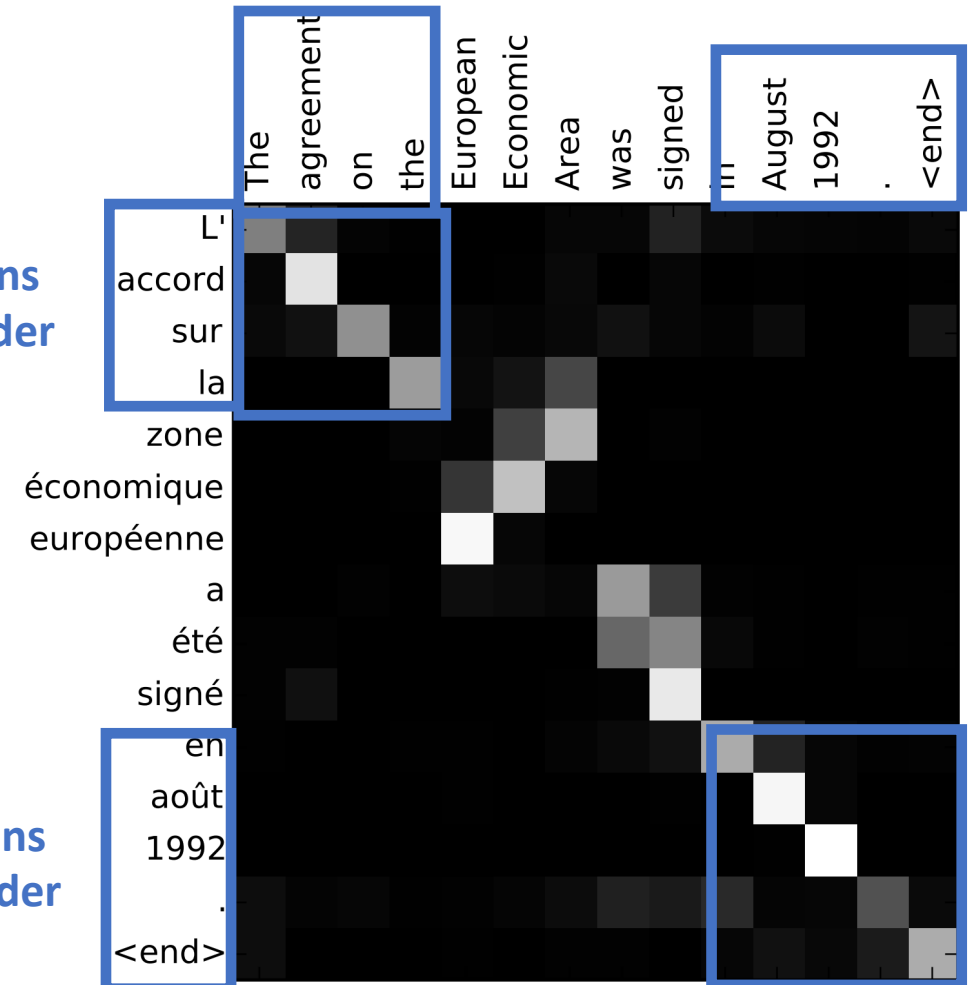 The
agreement
on
the
European
Economic
Area
was
signed
in
August
1992
.
<end>
L'
accord
sur
la
zone
économique
européenne
a
été
signé
en
août
1992
.
<end>
ns
der
ns
der